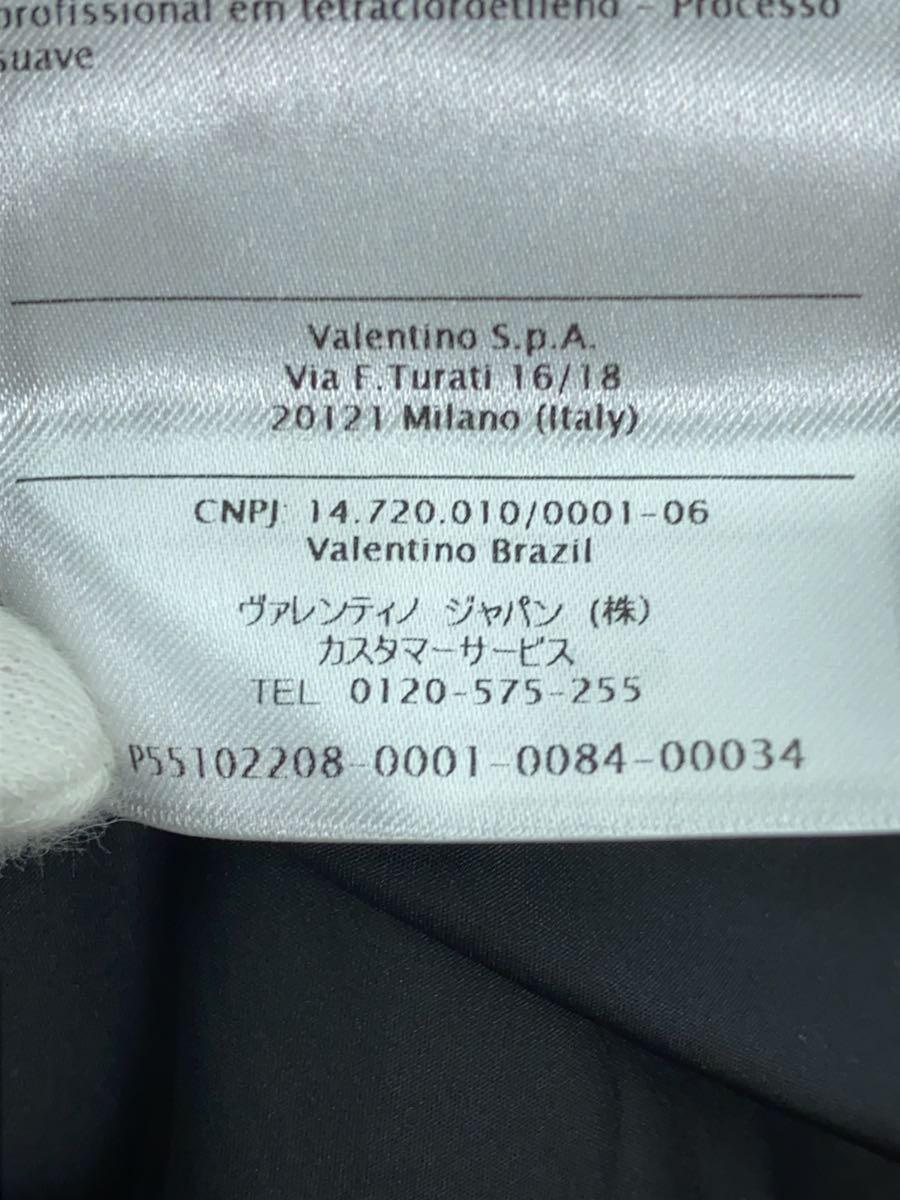 profissional em tetracloroetileno - Processo
suave
Valentino S.p.A.
Via F.Turati 16/18
20121 Milano (Italy)
CNPJ: 14.720.010/0001-06
Valentino Brazil
ヴァレンティノ ジャパン (株)
カスタマーサービス
TEL 0120-575-255
P55102208-0001-0084-00034